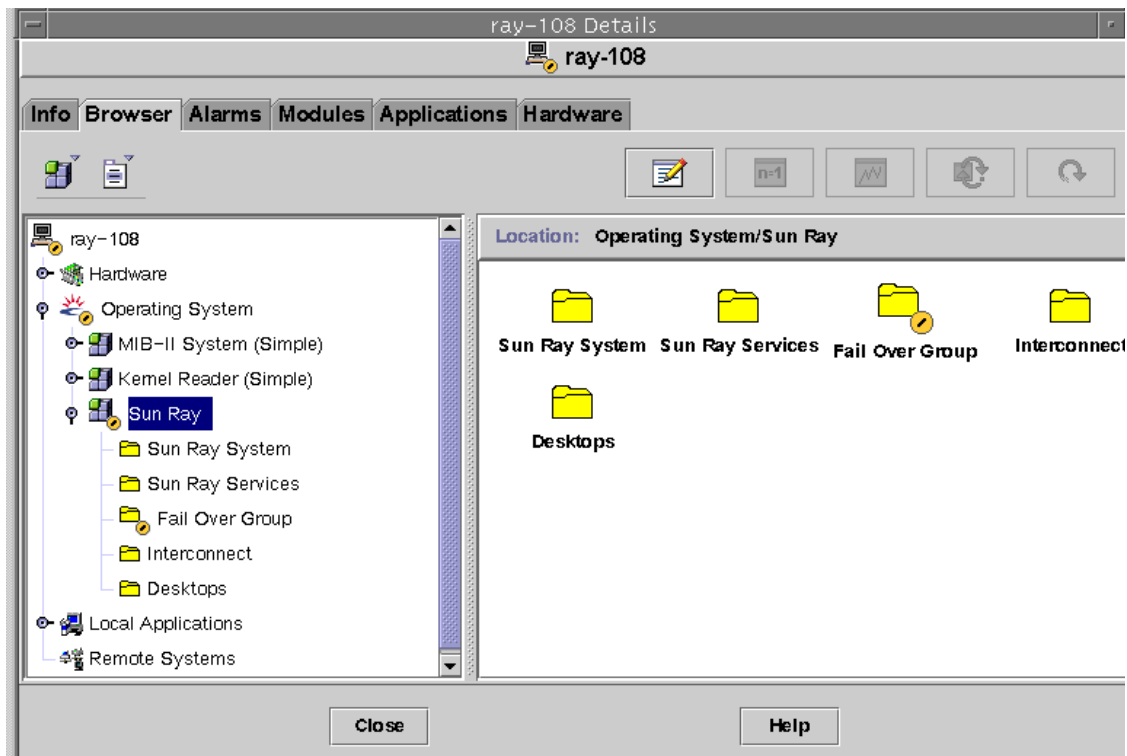 ray–108 Details
ray-108
Info Browser Alarms Modules Applications Hardware
n=1
ray–108
Hardware
Operating System
MIB–II System (Simple)
Kernel Reader (Simple)
Sun Ray
Sun Ray System
Sun Ray Services
Fail Over Group
Interconnect
Desktops
Local Applications
Remote Systems
Location: Operating System/Sun Ray
Sun Ray System Sun Ray Services Fail Over Group Interconnect
Desktops
Close Help